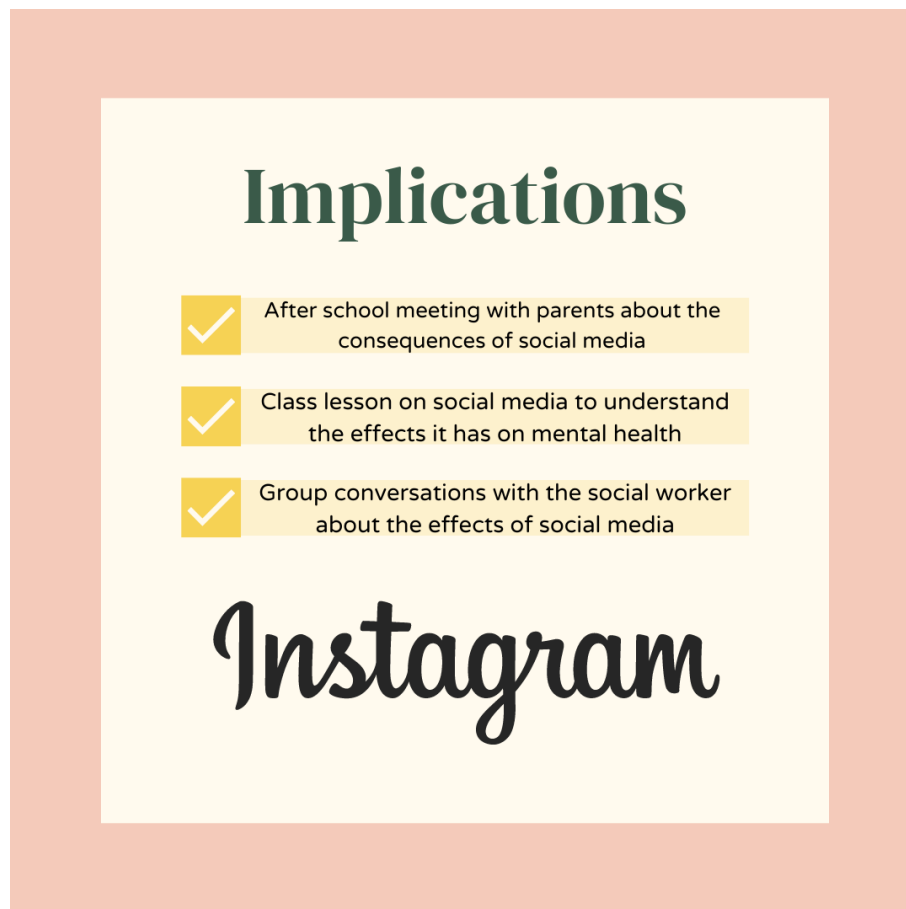 Implications
After school meeting with parents about the
consequences of social media
Class lesson on social media to understand
the effects it has on mental health
Group conversations with the social worker
about the effects of social media
Instagram